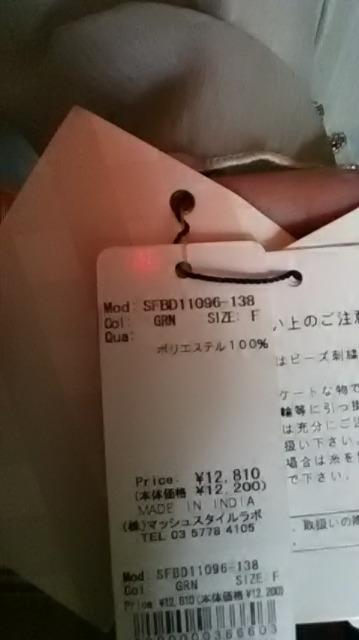 Mod: SFBD11096-138
Col: GRN SIZE: F
Qua:
ポリエステル100%
Price: ¥12,810
(本体価格 ¥12,200)
MADE IN INDIA
(株)マッシュスタイルラボ
TEL 03 5778 4105
Mod: SFBD11096-138
Col: GRN SIZE: F
Price: ¥12,810(本体価格¥12,200)
い上のご注意
はビーズ刺繍
ケートな物で
輪等に引っ掛
は充分にご注
扱い下さい。
場合は糸を
で下さい。
取扱いの際